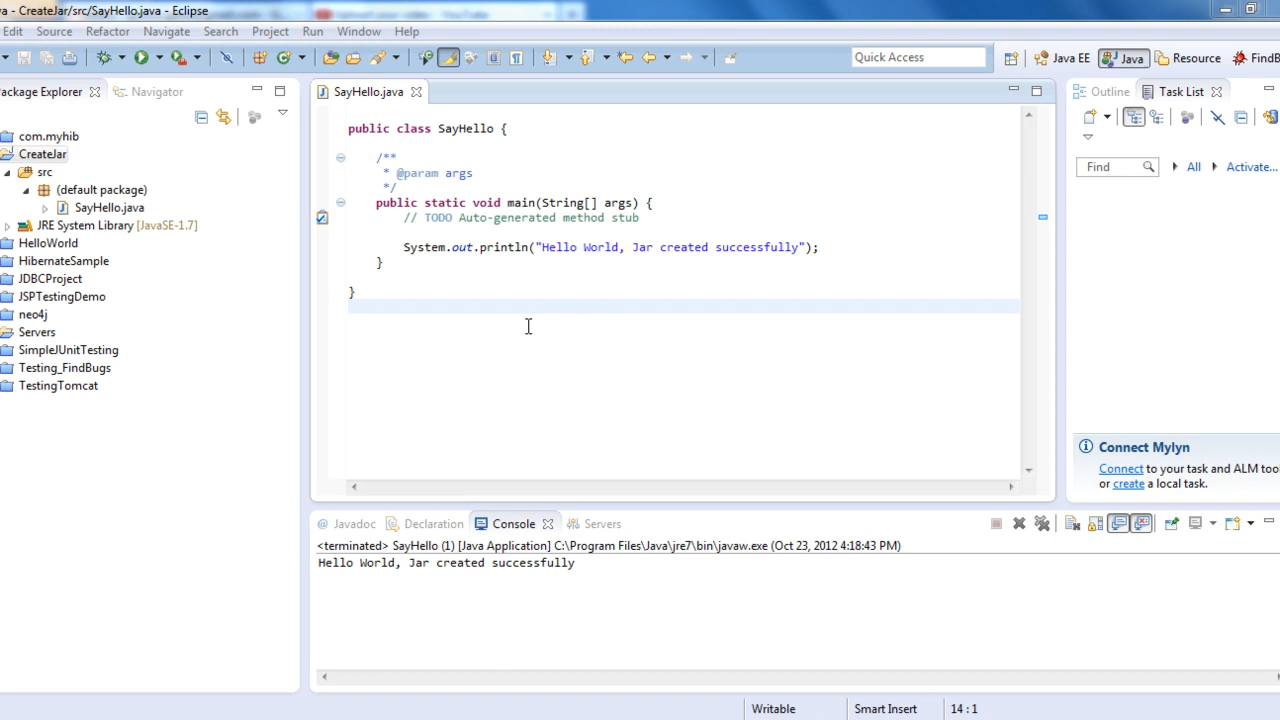 va - CreateJar/src/SayHello.java - Eclipse
Edit Source Refactor Navigate Search Project Run Window Help
Quick Access
Java EE
Java
Resource
FindB
Package Explorer
Navigator
SayHello.java
Outline
Task List
com.myhib
CreateJar
src
(default package)
SayHello.java
JRE System Library [JavaSE-1.7]
HelloWorld
HibernateSample
JDBCProject
JSPTestingDemo
neo4j
Servers
SimpleJUnitTesting
Testing_FindBugs
TestingTomcat
public class SayHello {
/**
* @param args
*/
public static void main(String[] args) {
// TODO Auto-generated method stub
System.out.println("Hello World, Jar created successfully");
}
}
Find
All
Activate...
Connect Mylyn
Connect to your task and ALM too
or create a local task.
@ Javadoc
Declaration
Console
Servers
<terminated> SayHello (1) [Java Application] C:\Program Files\Java\jre7\bin\javaw.exe (Oct 23, 2012 4:18:43 PM)
Hello World, Jar created successfully
Writable
Smart Insert
14 : 1